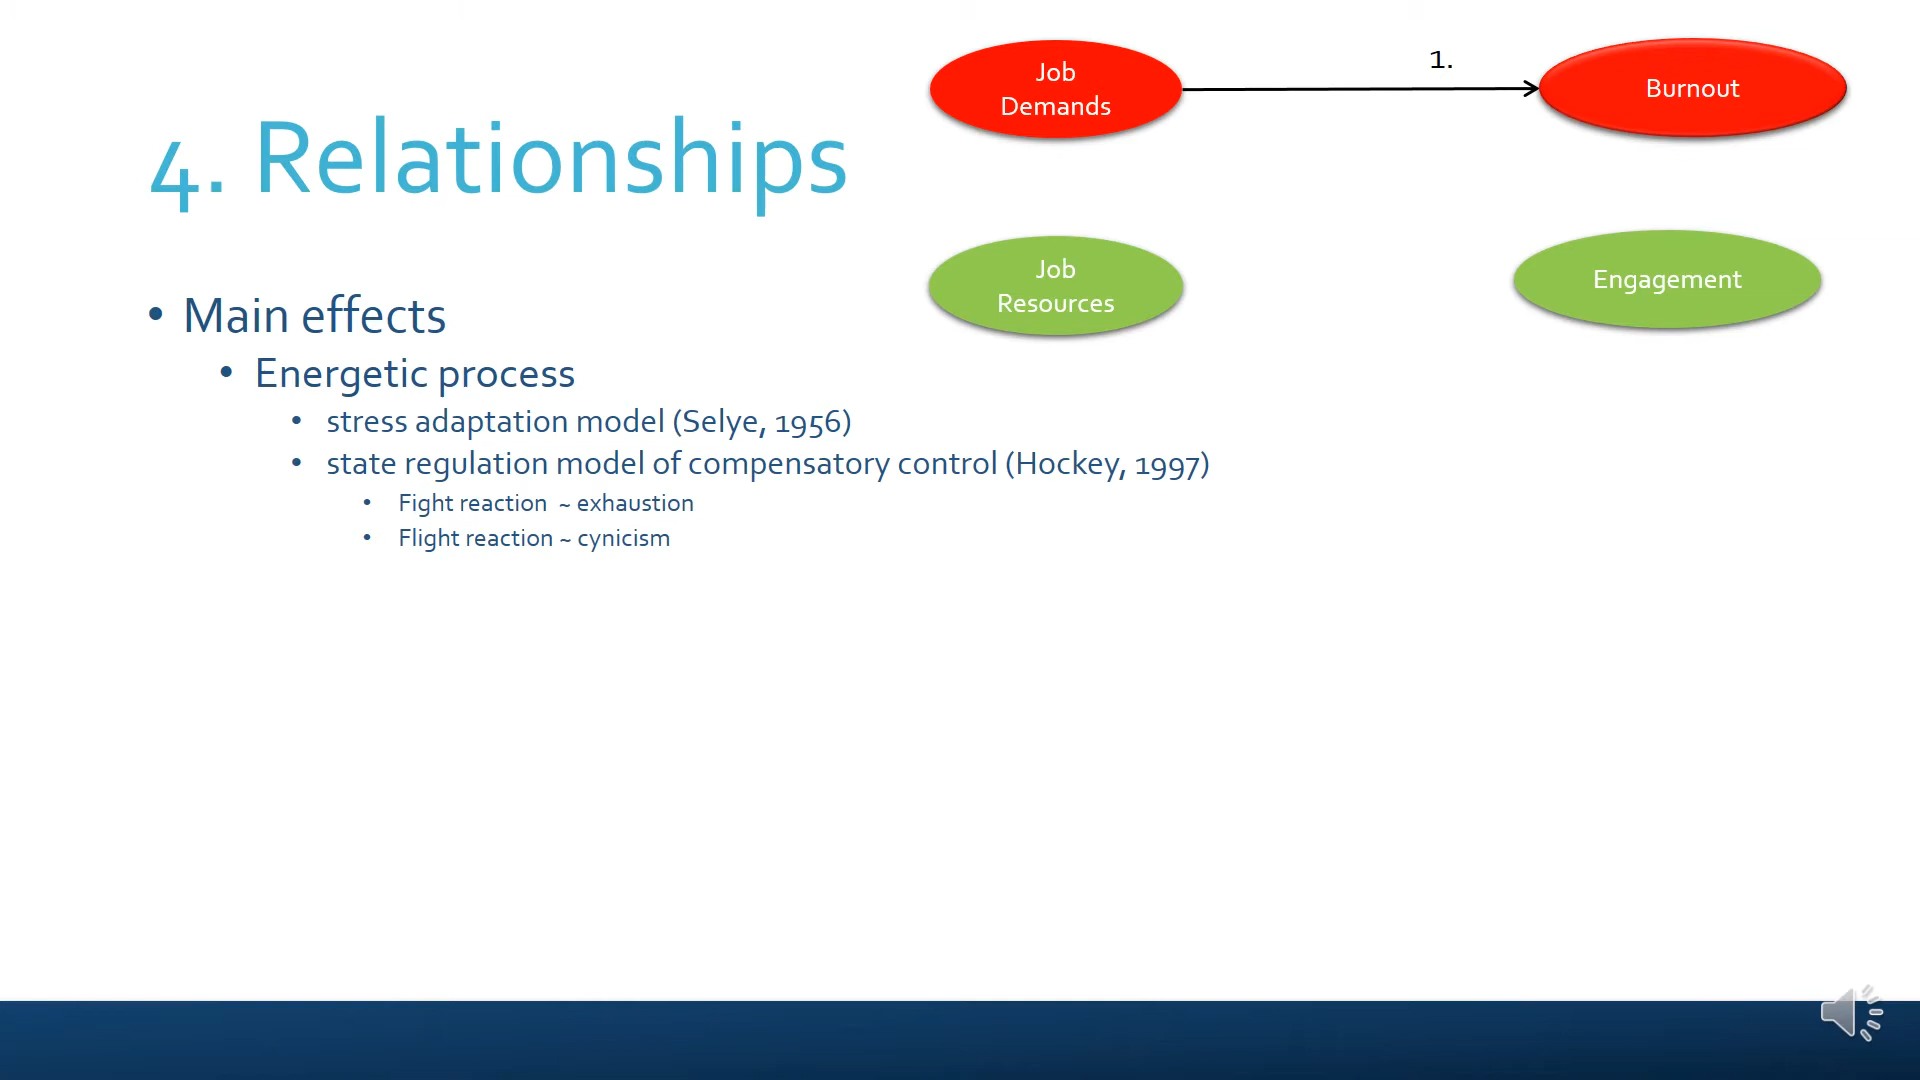 4. Relationships
Job
Demands
1.
Burnout
Job
Resources
Engagement
• Main effects
• Energetic process
• stress adaptation model (Selye, 1956)
• state regulation model of compensatory control (Hockey, 1997)
• Fight reaction ~ exhaustion
• Flight reaction ~ cynicism